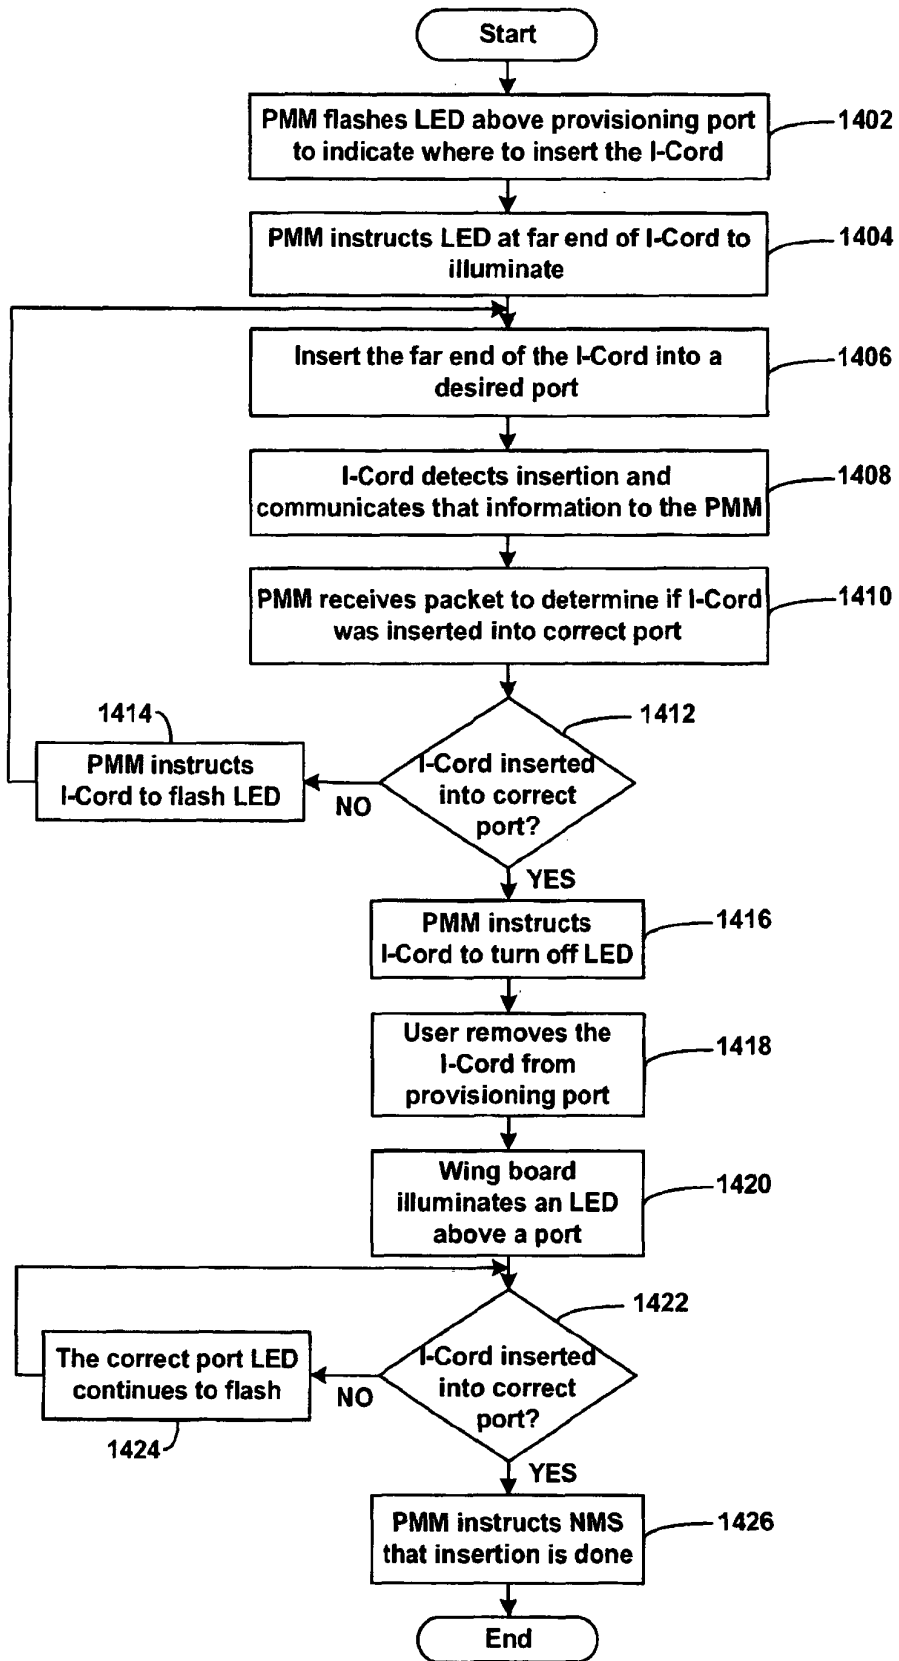 Start
PMM flashes LED above provisioning port
to indicate where to insert the I-Cord
1402
PMM instructs LED at far end of I-Cord to
illuminate
1404
Insert the far end of the I-Cord into a
desired port
1406
I-Cord detects insertion and
communicates that information to the PMM
1408
PMM receives packet to determine if I-Cord
was inserted into correct port
1410
I-Cord inserted
into correct
port?
1412
NO
1414
PMM instructs
I-Cord to flash LED
YES
PMM instructs
I-Cord to turn off LED
1416
User removes the
I-Cord from
provisioning port
1418
Wing board
illuminates an LED
above a port
1420
I-Cord inserted
into correct
port?
1422
NO
The correct port LED
continues to flash
1424
YES
PMM instructs NMS
that insertion is done
1426
End